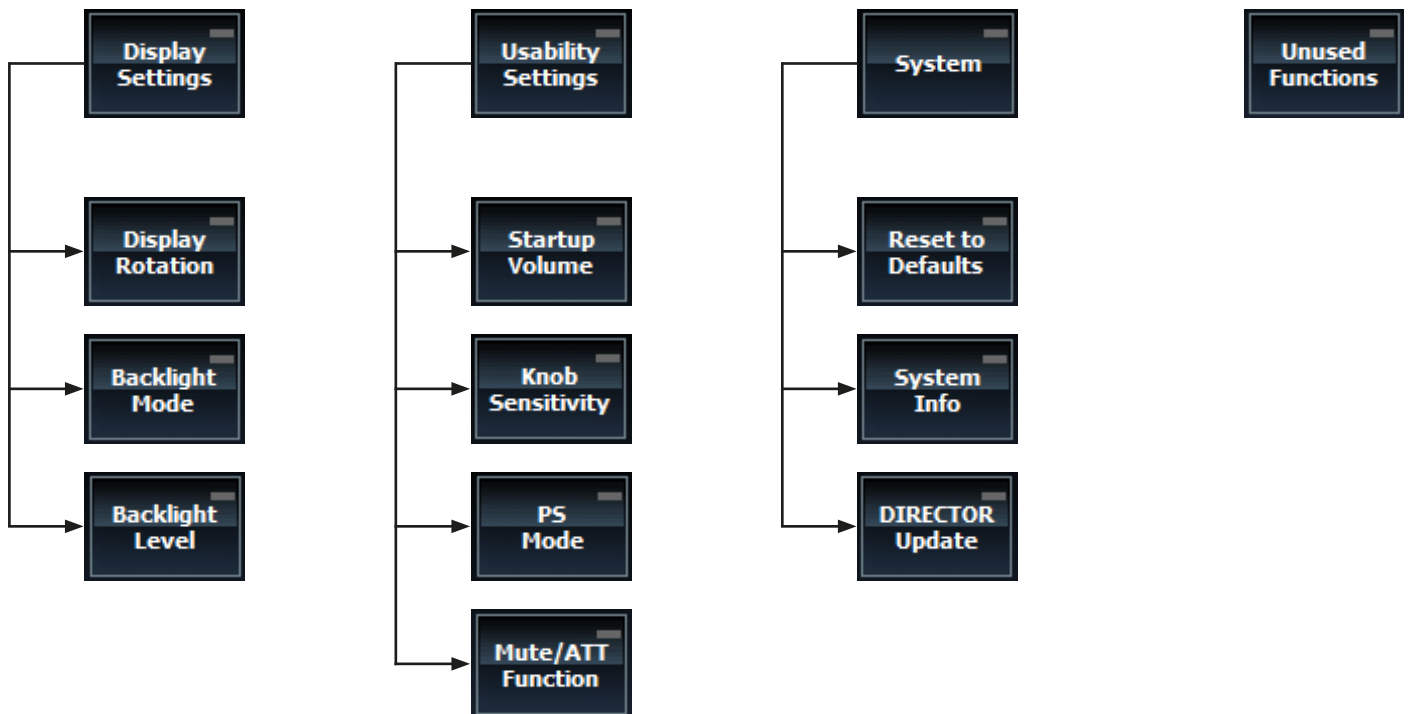 Display
Settings
Usability
Settings
System
Unused
Functions
Display
Rotation
Startup
Volume
Reset to
Defaults
Backlight
Mode
Knob
Sensitivity
System
Info
Backlight
Level
PS
Mode
DIRECTOR
Update
Mute/ATT
Function